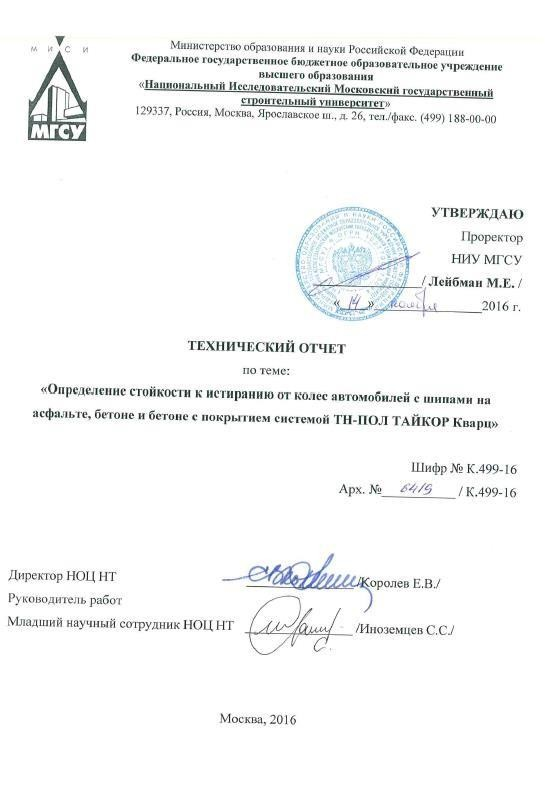 МИСИ
МГСУ
Министерство образования и науки Российской Федерации
Федеральное государственное бюджетное образовательное учреждение
высшего образования
«Национальный Исследовательский Московский государственный
строительный университет»
129337, Россия, Москва, Ярославское ш., д. 26, тел./факс. (499) 188-00-00
УТВЕРЖДАЮ
Проректор
НИУ МГСУ
/ Лейбман М.Е. /
« 14 » ноября 2016 г.
ТЕХНИЧЕСКИЙ ОТЧЕТ
по теме:
«Определение стойкости к истиранию от колес автомобилей с шипами на
асфальте, бетоне и бетоне с покрытием системой ТН-ПОЛ ТАЙКОР Кварц»
Шифр № К.499-16
Арх. № 6419 / К.499-16
Директор НОЦ НТ /Королев Е.В./
Руководитель работ
Младший научный сотрудник НОЦ НТ /Иноземцев С.С./
Москва, 2016